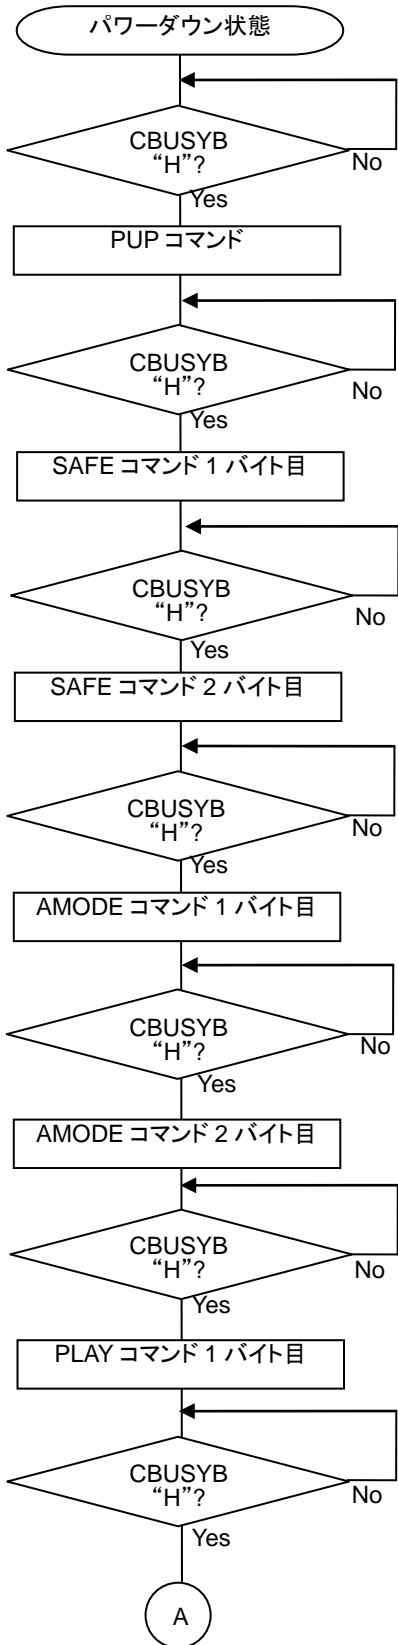 パワーダウン状態
CBUSYB
“H”?
No
Yes
PUP コマンド
CBUSYB
“H”?
No
Yes
SAFE コマンド 1 バイト目
CBUSYB
“H”?
No
Yes
SAFE コマンド 2 バイト目
CBUSYB
“H”?
No
Yes
AMODE コマンド 1 バイト目
CBUSYB
“H”?
No
Yes
AMODE コマンド 2 バイト目
CBUSYB
“H”?
No
Yes
PLAY コマンド 1 バイト目
CBUSYB
“H”?
No
Yes
A